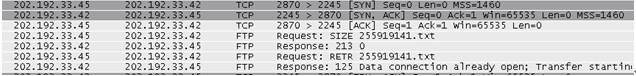 202.192.33.45 202.192.33.42 TCP 2870 > 2245 [SYN] Seq=0 Len=0 MSS=1460
202.192.33.42 202.192.33.45 TCP 2245 > 2870 [SYN, ACK] Seq=0 Ack=1 Win=65535 Len=0 MSS=1460
202.192.33.45 202.192.33.42 TCP 2870 > 2245 [ACK] Seq=1 Ack=1 Win=65535 Len=0
202.192.33.45 202.192.33.42 FTP Request: SIZE 255919141.txt
202.192.33.42 202.192.33.45 FTP Response: 213 0
202.192.33.45 202.192.33.42 FTP Request: RETR 255919141.txt
202.192.33.42 202.192.33.45 FTP Response: 125 Data connection already open; Transfer starting